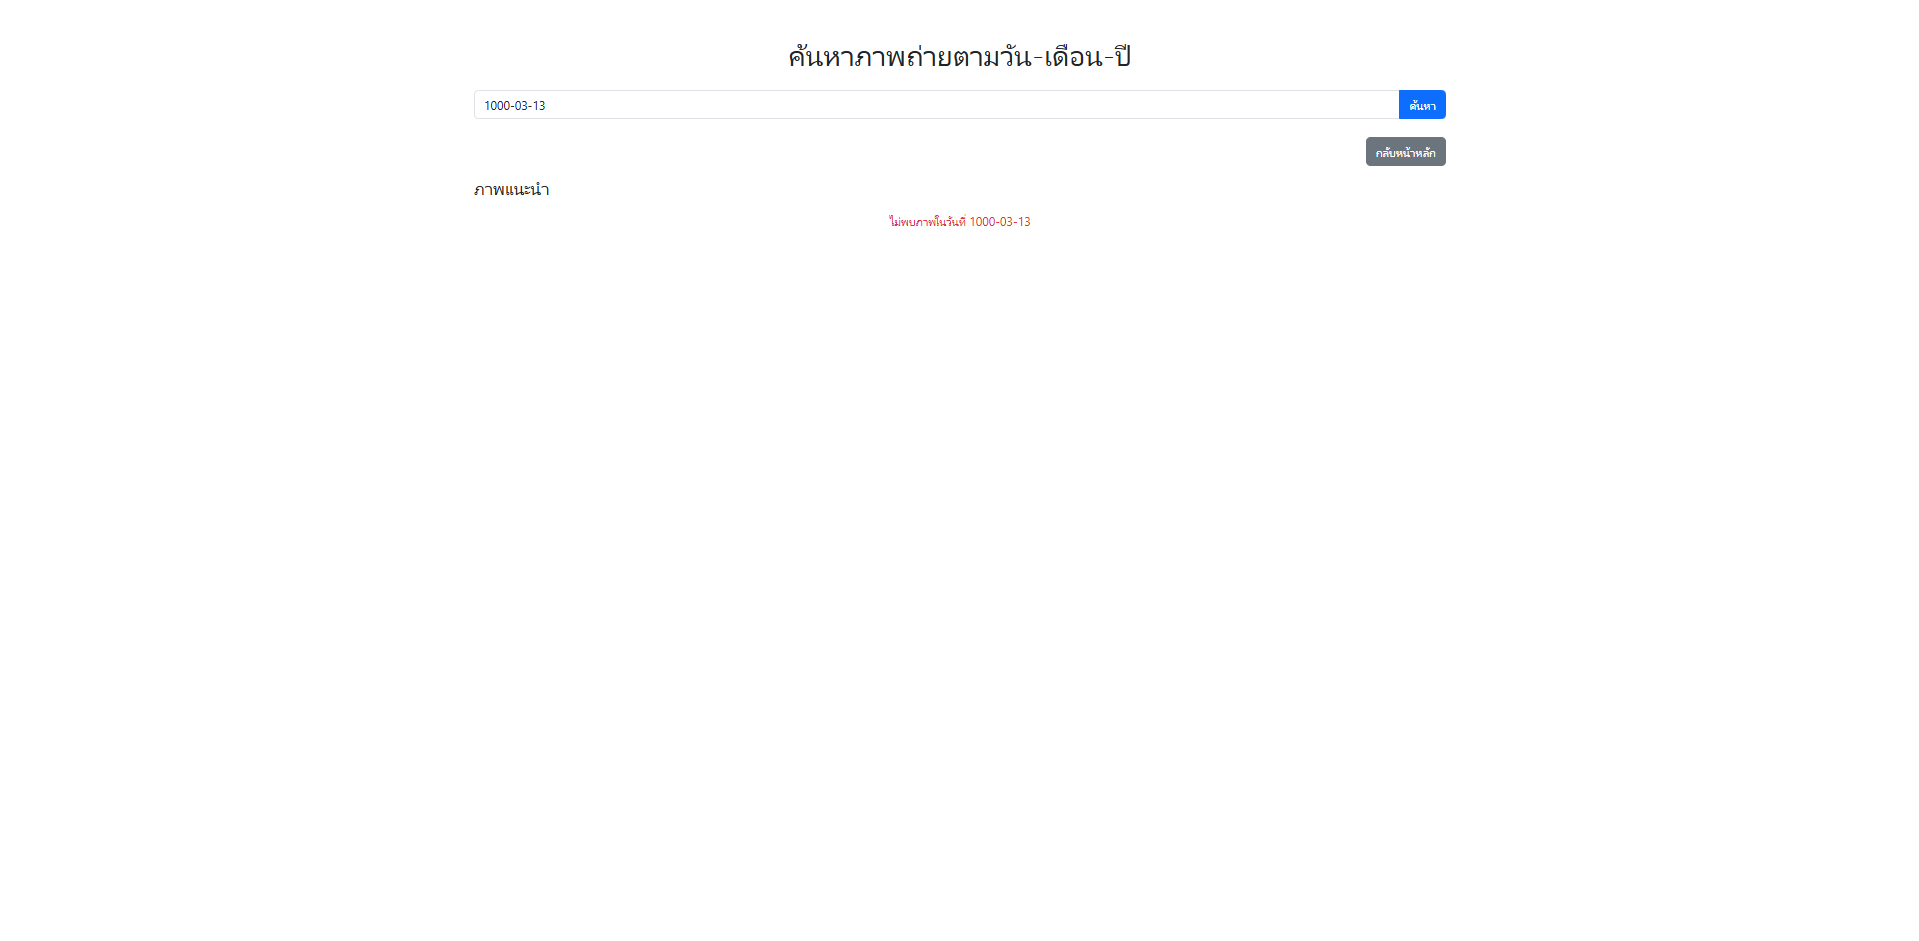 ค้นหาภาพถ่ายตามวัน-เดือน-ปี
1000-03-13
ค้นหา
กลับหน้าหลัก
ภาพแนะนำ
ไม่พบภาพในวันที่ 1000-03-13